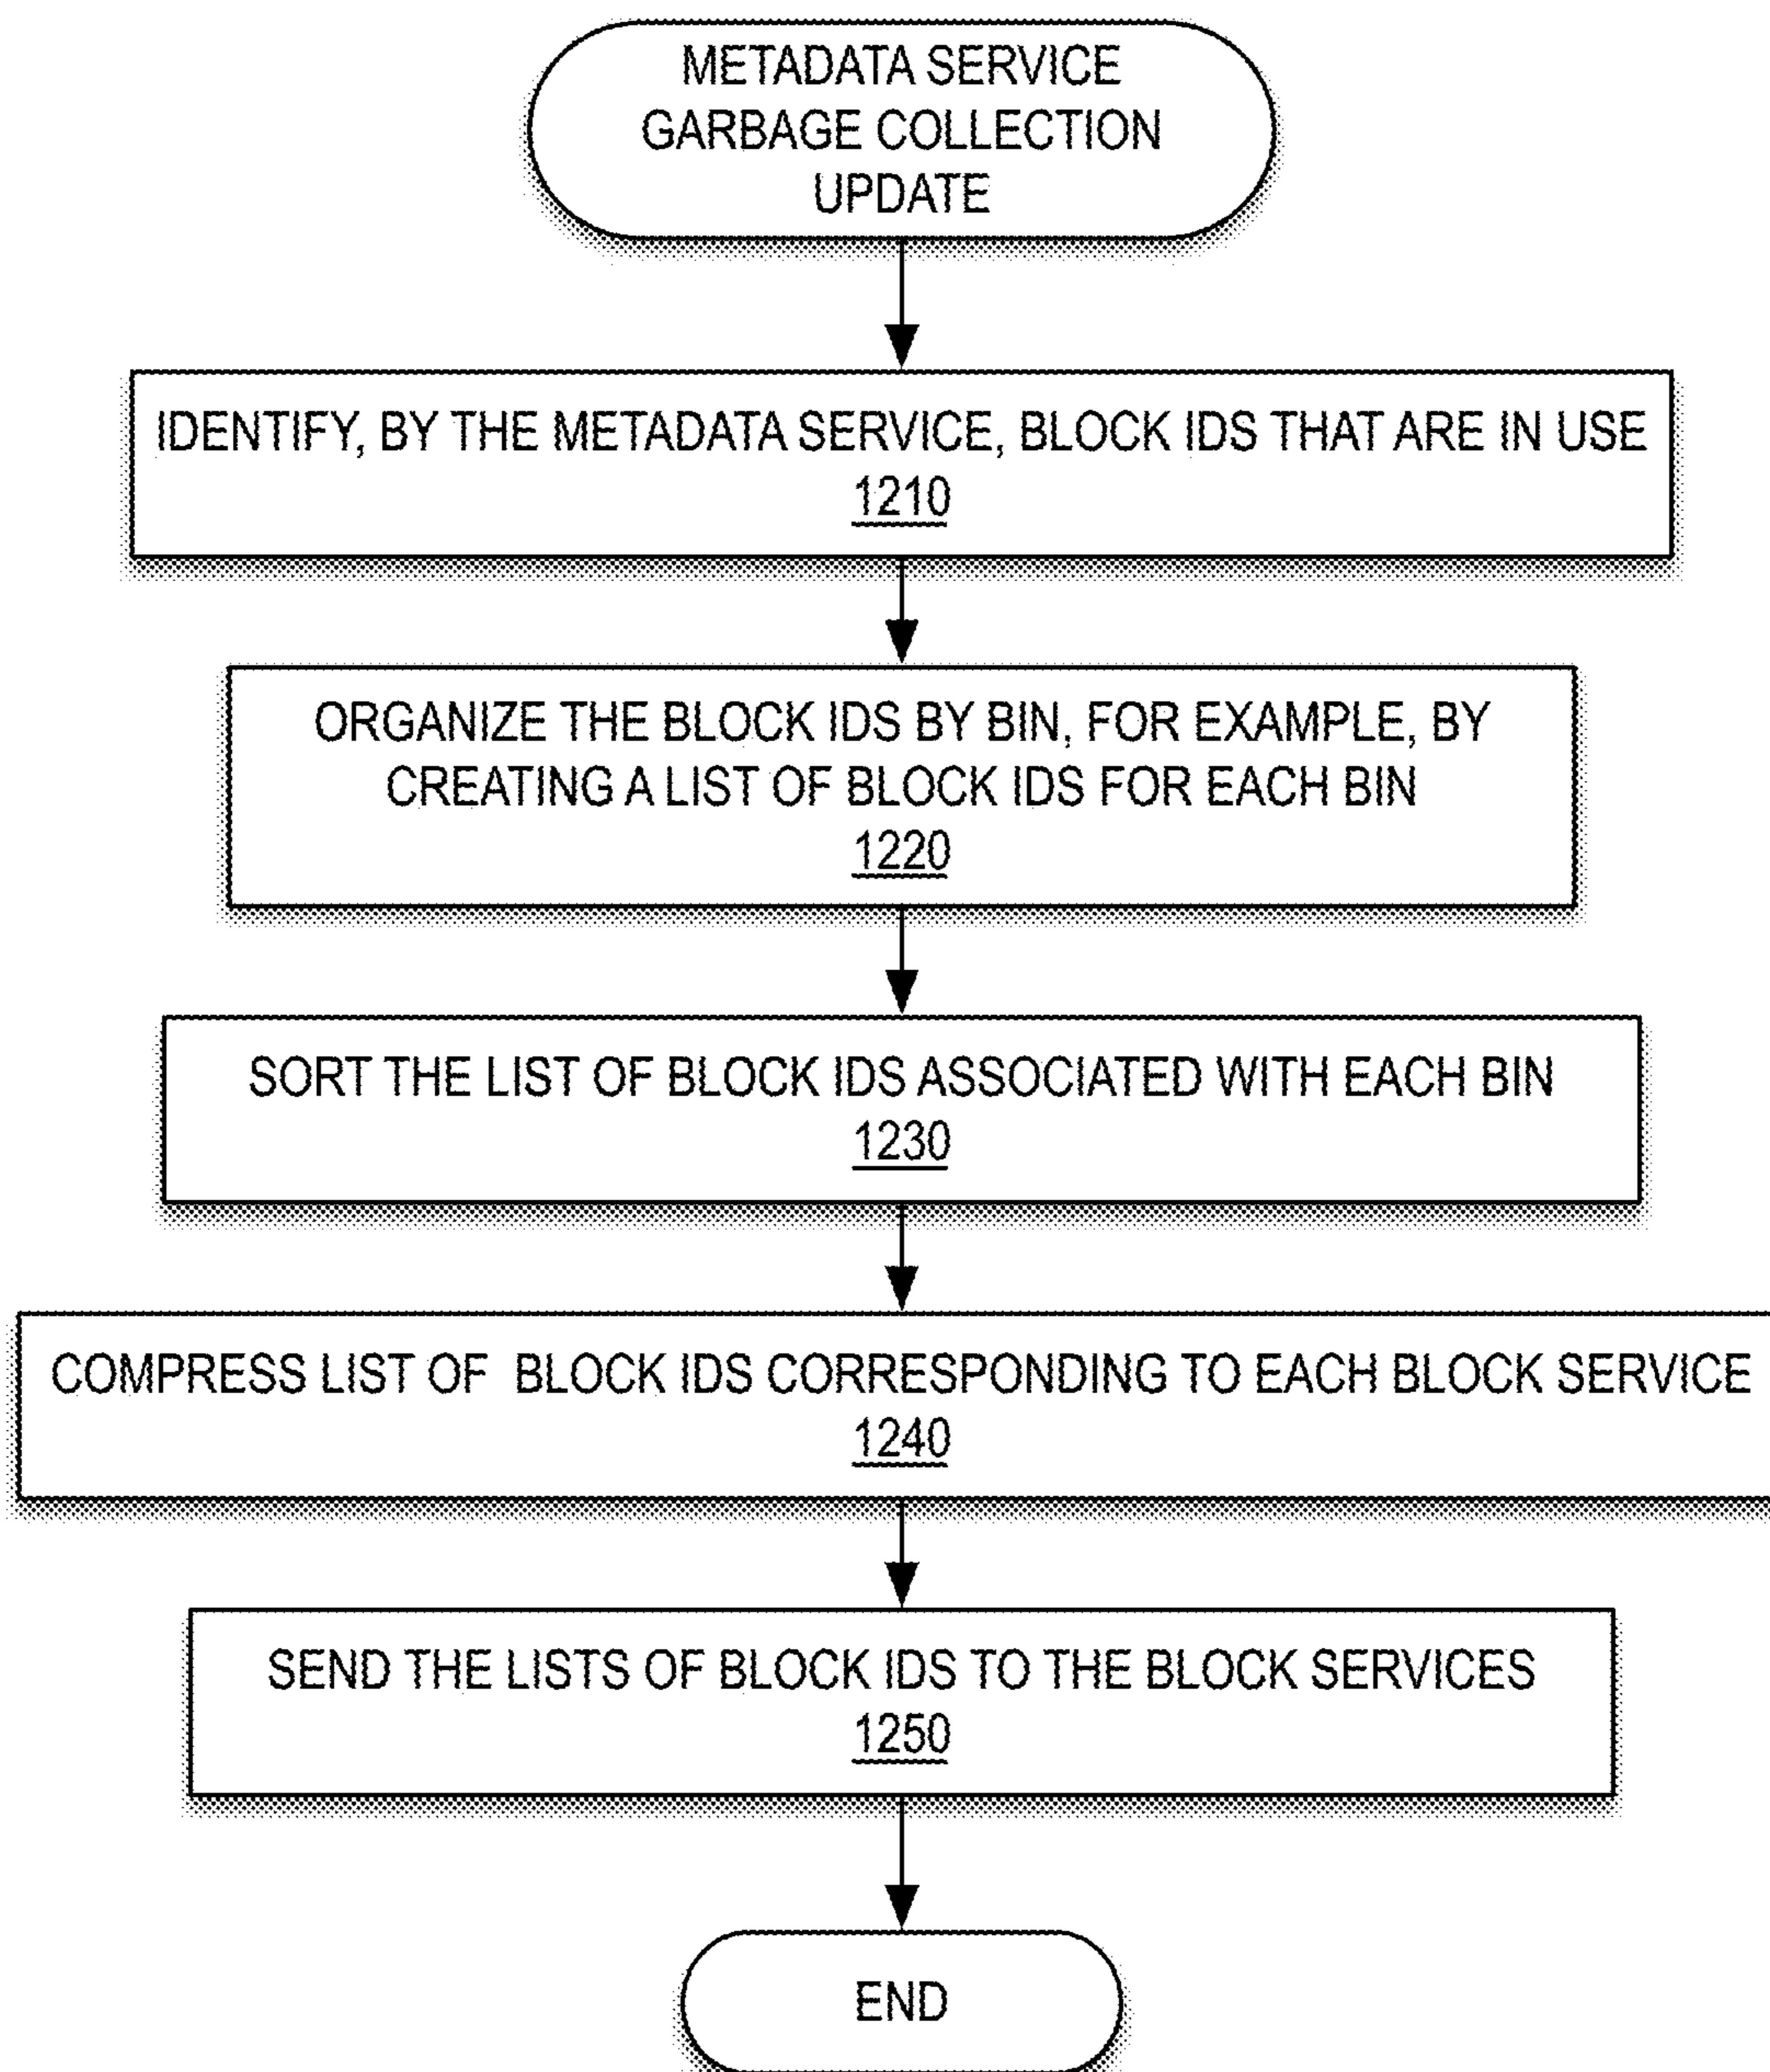 METADATA SERVICE
GARBAGE COLLECTION
UPDATE
IDENTIFY, BY THE METADATA SERVICE, BLOCK IDS THAT ARE IN USE
1210
ORGANIZE THE BLOCK IDS BY BIN, FOR EXAMPLE, BY
CREATING A LIST OF BLOCK IDS FOR EACH BIN
1220
SORT THE LIST OF BLOCK IDS ASSOCIATED WITH EACH BIN
1230
COMPRESS LIST OF BLOCK IDS CORRESPONDING TO EACH BLOCK SERVICE
1240
SEND THE LISTS OF BLOCK IDS TO THE BLOCK SERVICES
1250
END